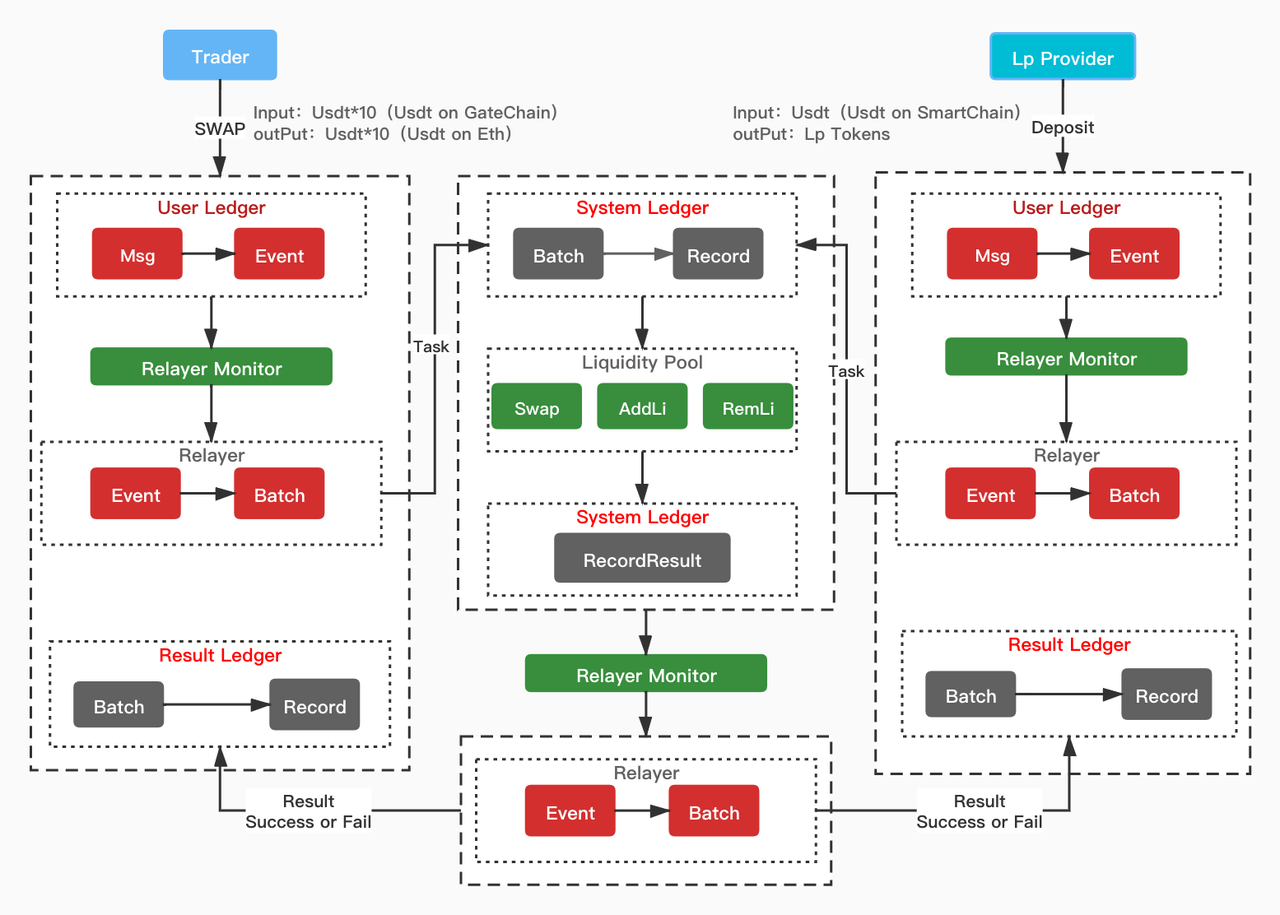 Trader
Lp Provider
Input：Usdt*10（Usdt on GateChain）
outPut：Usdt*10（Usdt on Eth）
SWAP
Input：Usdt（Usdt on SmartChain）
outPut：Lp Tokens
Deposit
User Ledger
Msg
Event
Relayer Monitor
Relayer
Event
Batch
Result Ledger
Batch
Record
Task
System Ledger
Batch
Record
Liquidity Pool
Swap
AddLi
RemLi
System Ledger
RecordResult
Relayer Monitor
Relayer
Event
Batch
Task
User Ledger
Msg
Event
Relayer Monitor
Relayer
Event
Batch
Result Ledger
Batch
Record
Result
Success or Fail
Result
Success or Fail